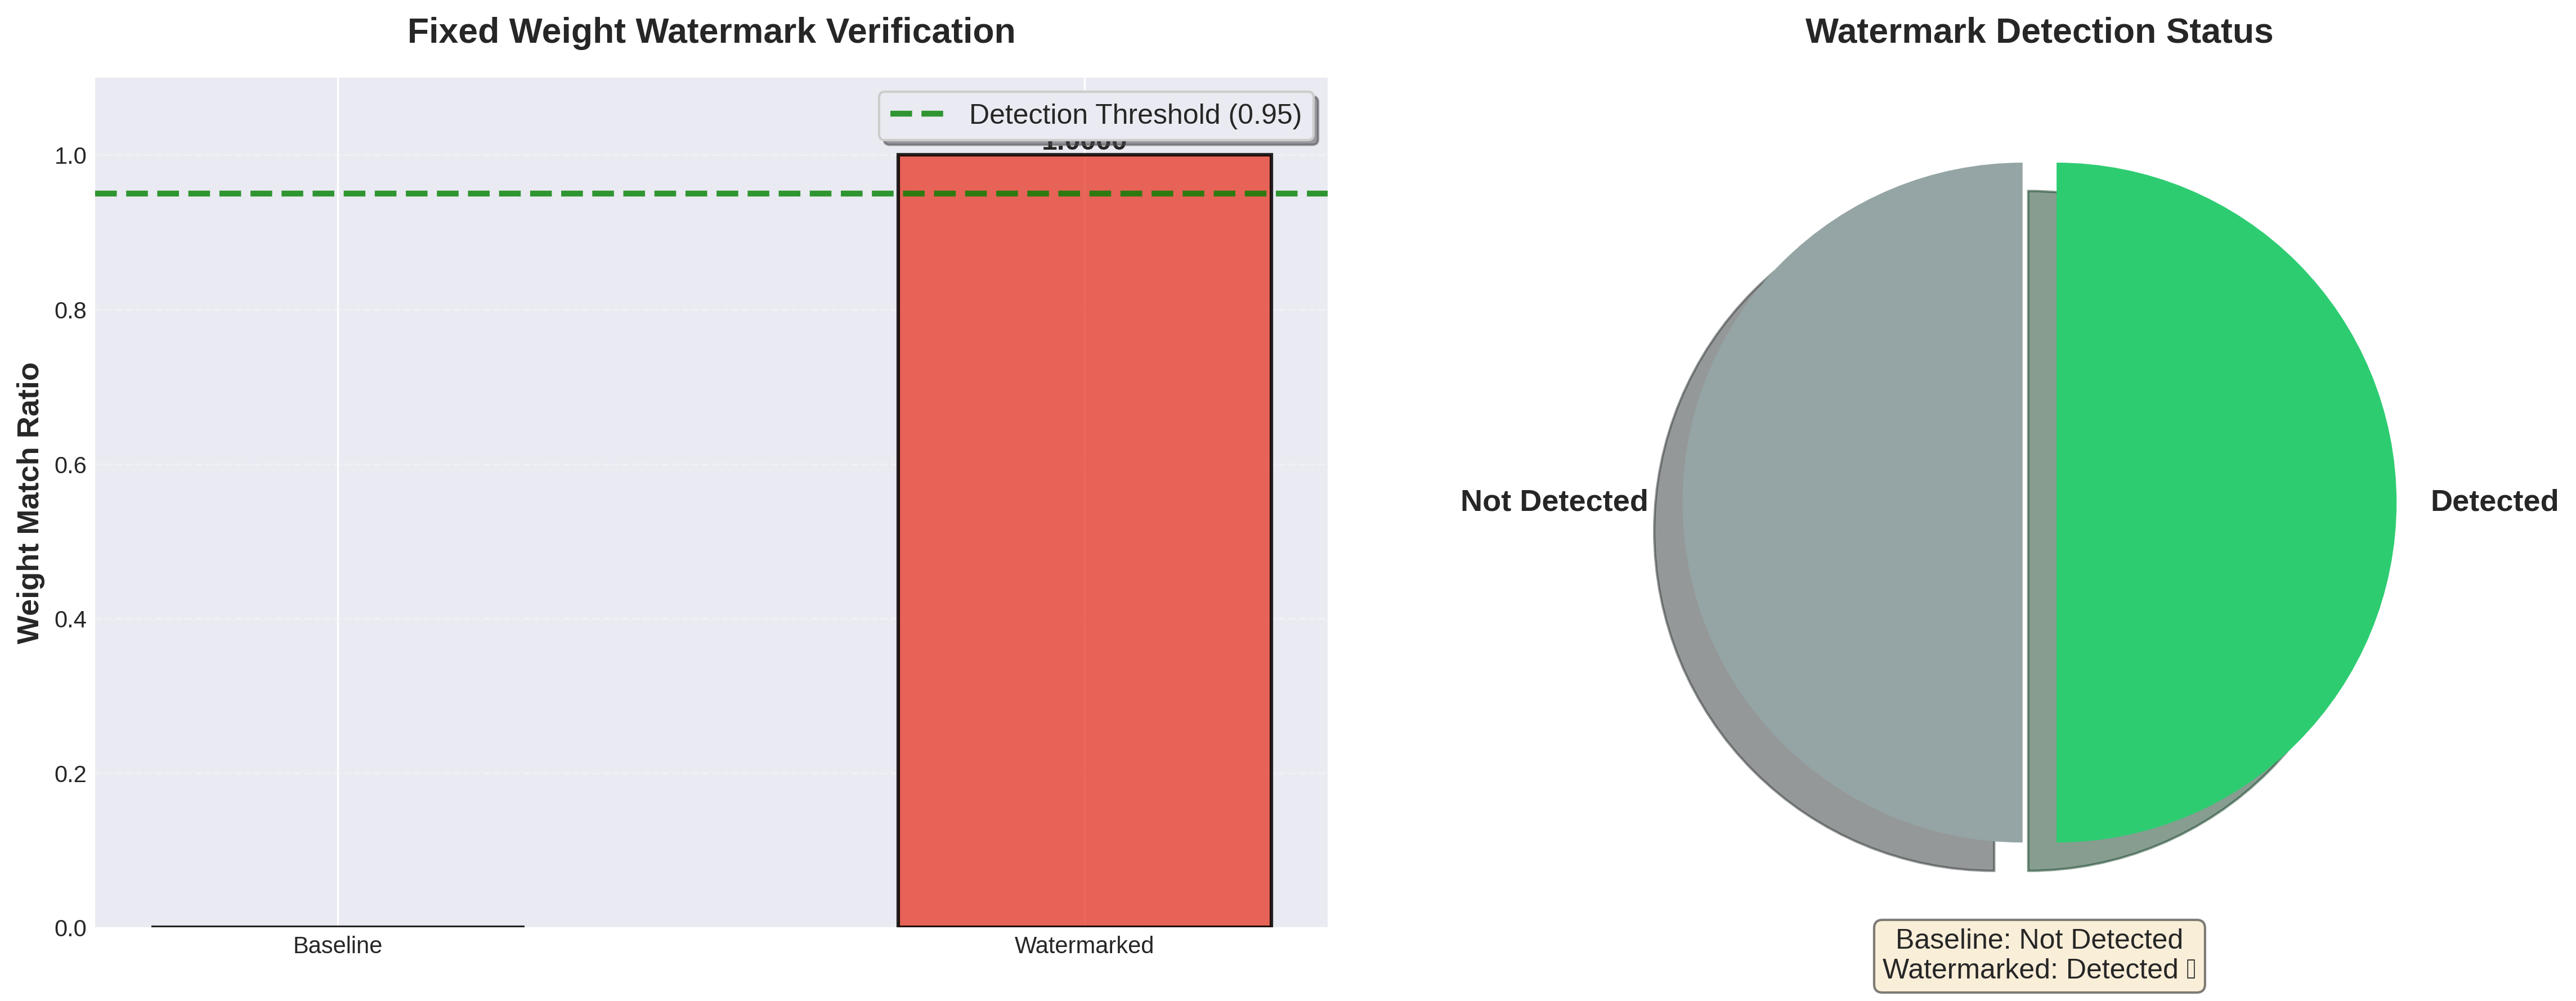 Fixed Weight Watermark Verification
Weight Match Ratio
1.0
0.8
0.6
0.4
0.2
0.0
Detection Threshold (0.95)
1.0000
Baseline
Watermarked
Watermark Detection Status
Not Detected
Detected
Baseline: Not Detected
Watermarked: Detected